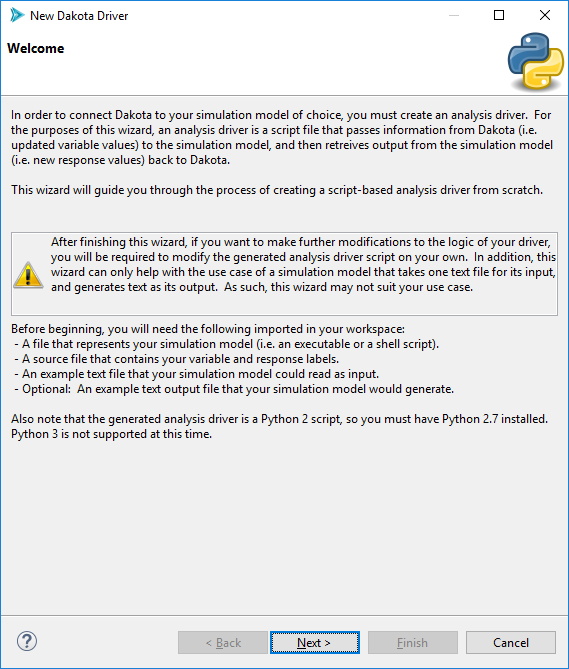 New Dakota Driver
Welcome
In order to connect Dakota to your simulation model of choice, you must create an analysis driver.  For
the purposes of this wizard, an analysis driver is a script file that passes information from Dakota (i.e.
updated variable values) to the simulation model, and then retreives output from the simulation model
(i.e. new response values) back to Dakota.
This wizard will guide you through the process of creating a script-based analysis driver from scratch.
After finishing this wizard, if you want to make further modifications to the logic of your driver,
you will be required to modify the generated analysis driver script on your own.  In addition, this
wizard can only help with the use case of a simulation model that takes one text file for its input,
and generates text as its output.  As such, this wizard may not suit your use case.
Before beginning, you will need the following imported in your workspace:
- A file that represents your simulation model (i.e. an executable or a shell script).
- A source file that contains your variable and response labels.
- An example text file that your simulation model could read as input.
- Optional:  An example text output file that your simulation model would generate.
Also note that the generated analysis driver is a Python 2 script, so you must have Python 2.7 installed.
Python 3 is not supported at this time.
? < Back Next > Finish Cancel